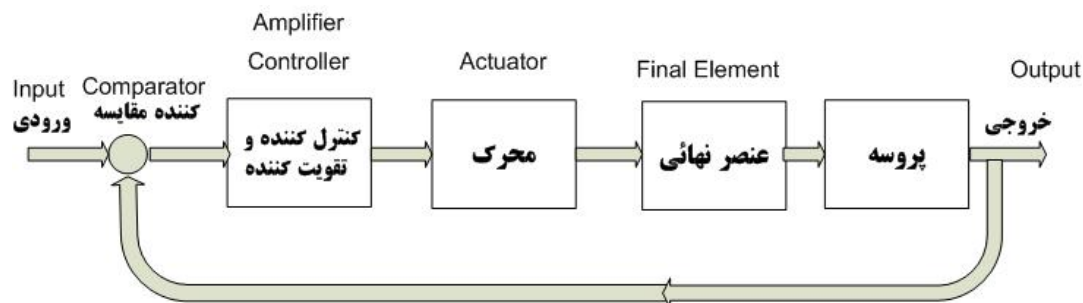 Amplifier
Controller
Actuator
Final Element
Output
Input
Comparator
ورودی
کننده مقایسه
کنترل کننده و
تقویت کننده
محرک
عنصر نهائی
پروسه
خروجی